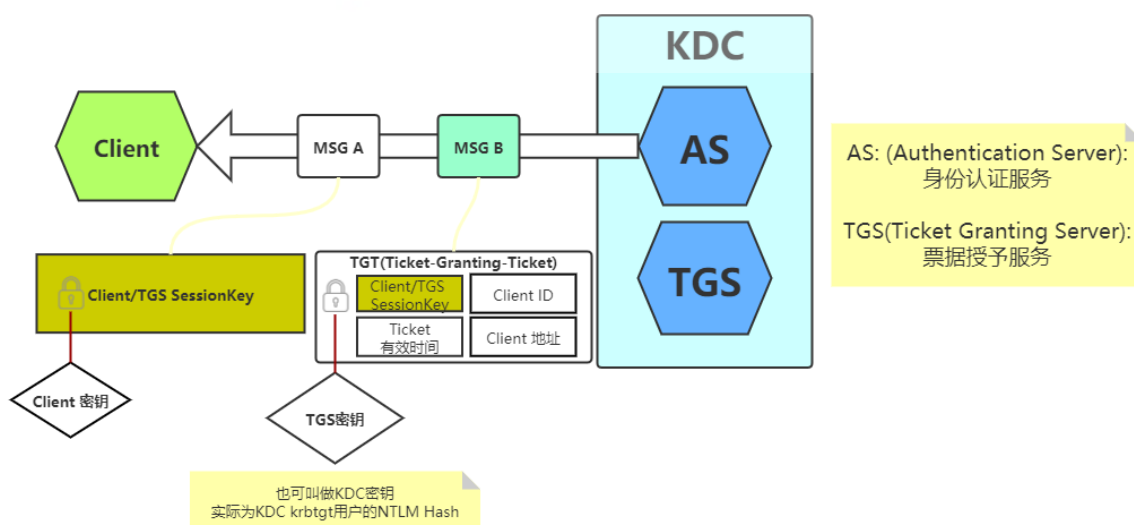 KDC
Client
MSG A
MSG B
AS
AS: (Authentication Server):
身份认证服务
TGS(Ticket Granting Server):
票据授予服务
TGS
Client/TGS SessionKey
TGT(Ticket-Granting-Ticket)
Client/TGS
SessionKey
Client ID
Ticket
有效时间
Client 地址
Client 密钥
TGS密钥
也可叫做KDC密钥
实际为KDC krbtgt用户的NTLM Hash